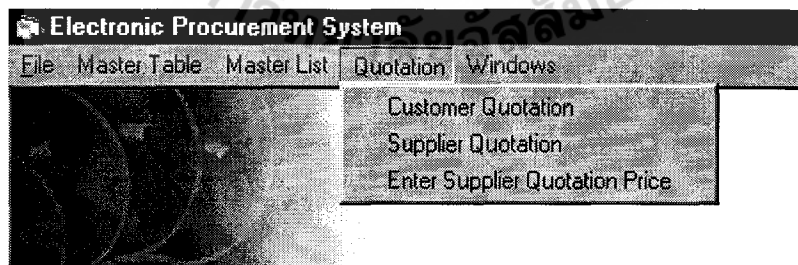 Electronic Procurement System
File Master Table Master List Quotation Windows
Customer Quotation
Supplier Quotation
Enter Supplier Quotation Price